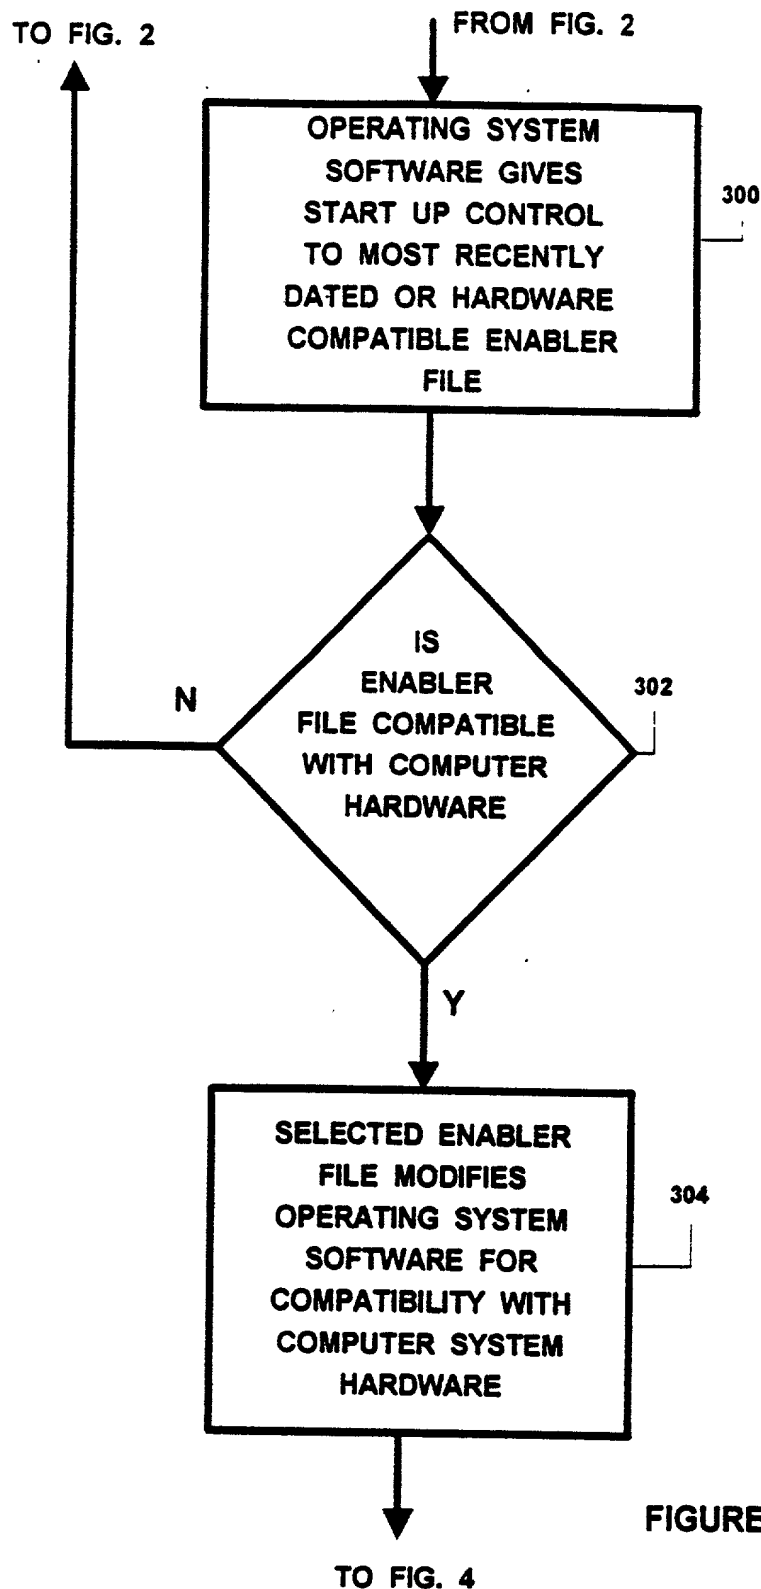 TO FIG. 2
FROM FIG. 2
OPERATING SYSTEM
SOFTWARE GIVES
START UP CONTROL
TO MOST RECENTLY
DATED OR HARDWARE
COMPATIBLE ENABLER
FILE
300
IS
ENABLER
FILE COMPATIBLE
WITH COMPUTER
HARDWARE
302
N
Y
SELECTED ENABLER
FILE MODIFIES
OPERATING SYSTEM
SOFTWARE FOR
COMPATIBILITY WITH
COMPUTER SYSTEM
HARDWARE
304
FIGURE
TO FIG. 4